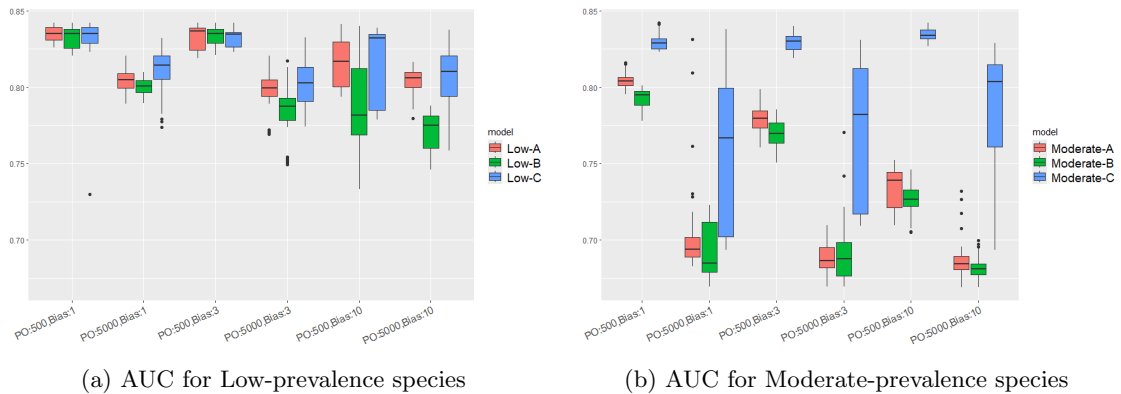 0.85
0.80
0.75
0.70
PO:500,Bias:1
PO:5000,Bias:1
PO:500,Bias:3
PO:5000,Bias:3
PO:500,Bias:10
PO:5000,Bias:10
model
Low-A
Low-B
Low-C
(a) AUC for Low-prevalence species
0.85
0.80
0.75
0.70
PO:500,Bias:1
PO:5000,Bias:1
PO:500,Bias:3
PO:5000,Bias:3
PO:500,Bias:10
PO:5000,Bias:10
model
Moderate-A
Moderate-B
Moderate-C
(b) AUC for Moderate-prevalence species